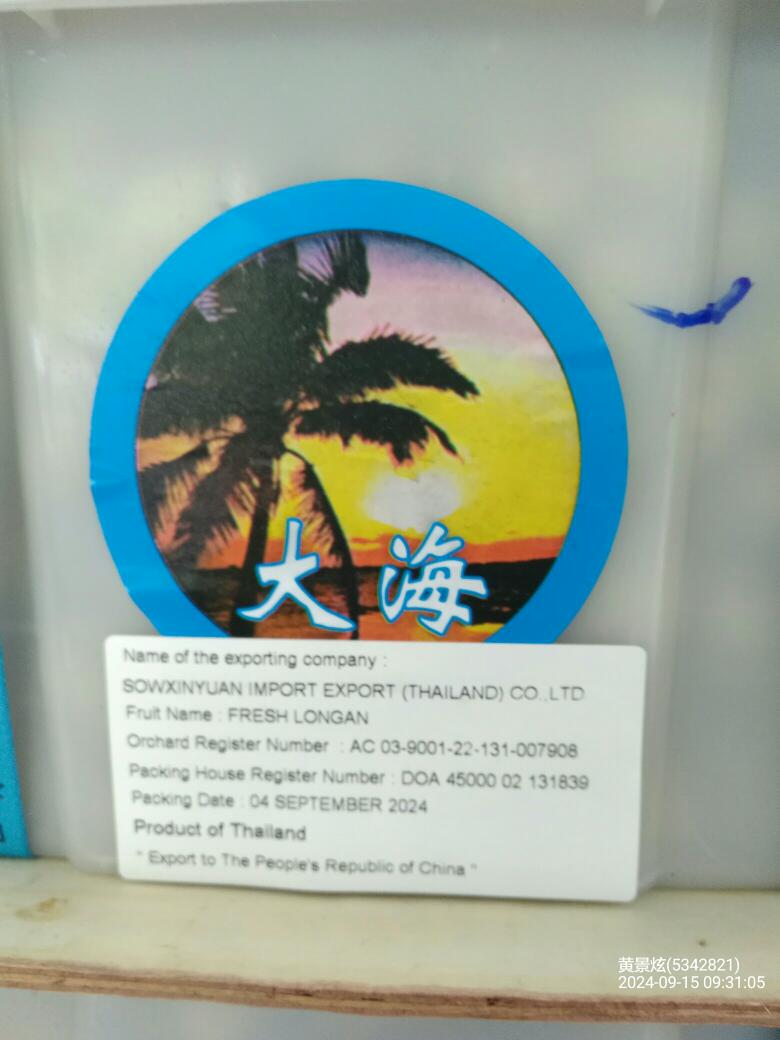 大海
Name of the exporting company :
SOWXINYUAN IMPORT EXPORT (THAILAND) CO.,LTD
Fruit Name : FRESH LONGAN
Orchard Register Number : AC 03-9001-22-131-007908
Packing House Register Number : DOA 45000 02 131839
Packing Date : 04 SEPTEMBER 2024
Product of Thailand
" Export to The People's Republic of China "
黄景炫(5342821)
2024-09-15 09:31:05